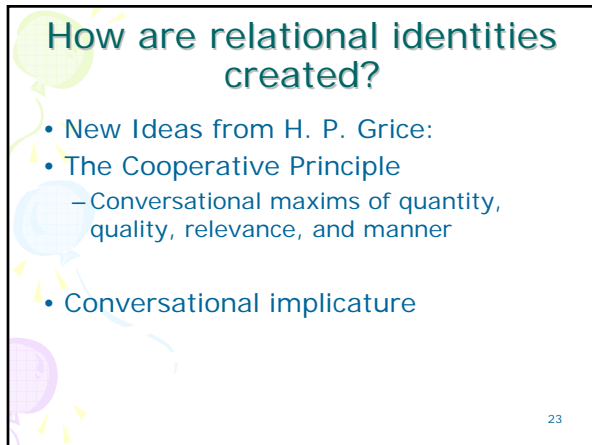 How are relational identities
created?
• New Ideas from H. P. Grice:
• The Cooperative Principle
– Conversational maxims of quantity,
quality, relevance, and manner
• Conversational implicature
23